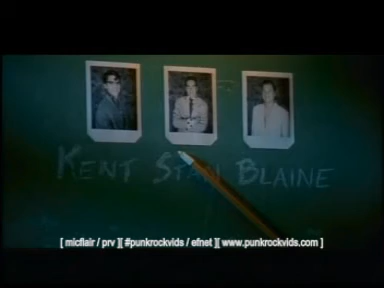 KENT STAN BLAINE
[ micflair / prv ][ #punkrockvids / efnet ][ www.punkrockvids.com ]